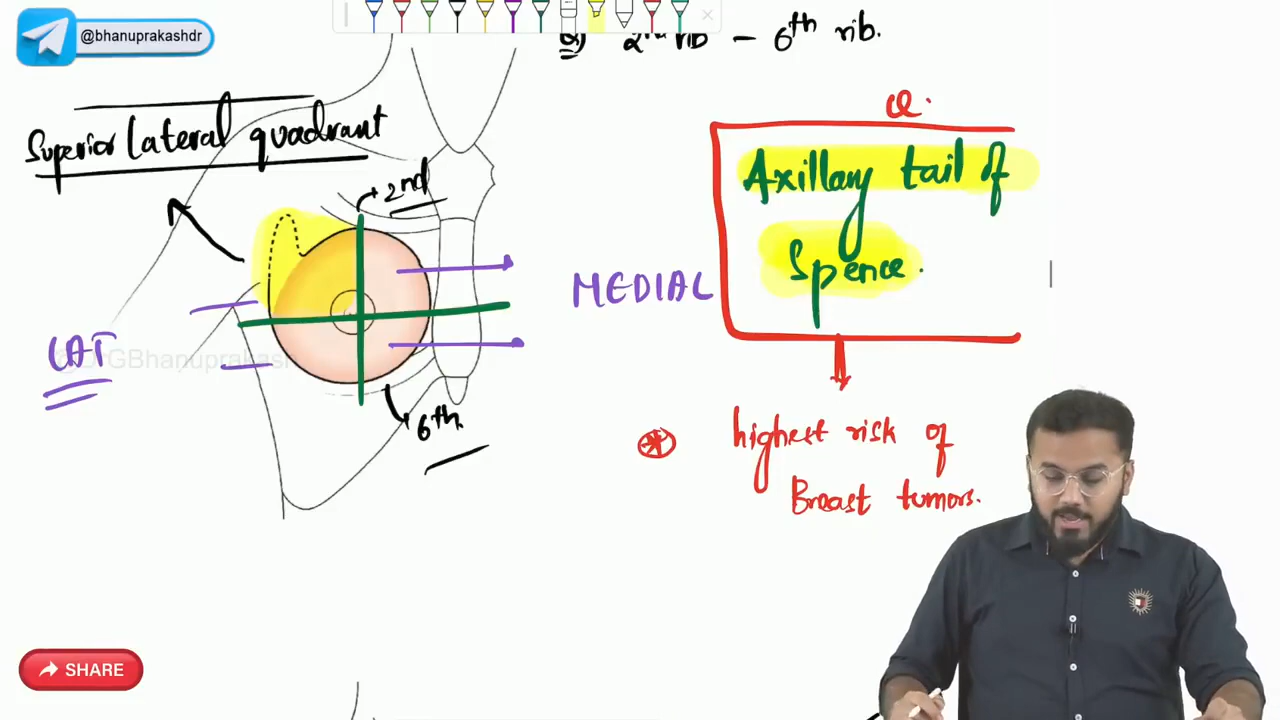 @bhanuprakashdr
2nd rib - 6th rib.
Superior Lateral quadrant
2nd
Q.
Axillary tail of
Spence.
MEDIAL
LAT
6th
highest risk of
Breast tumors.
SHARE